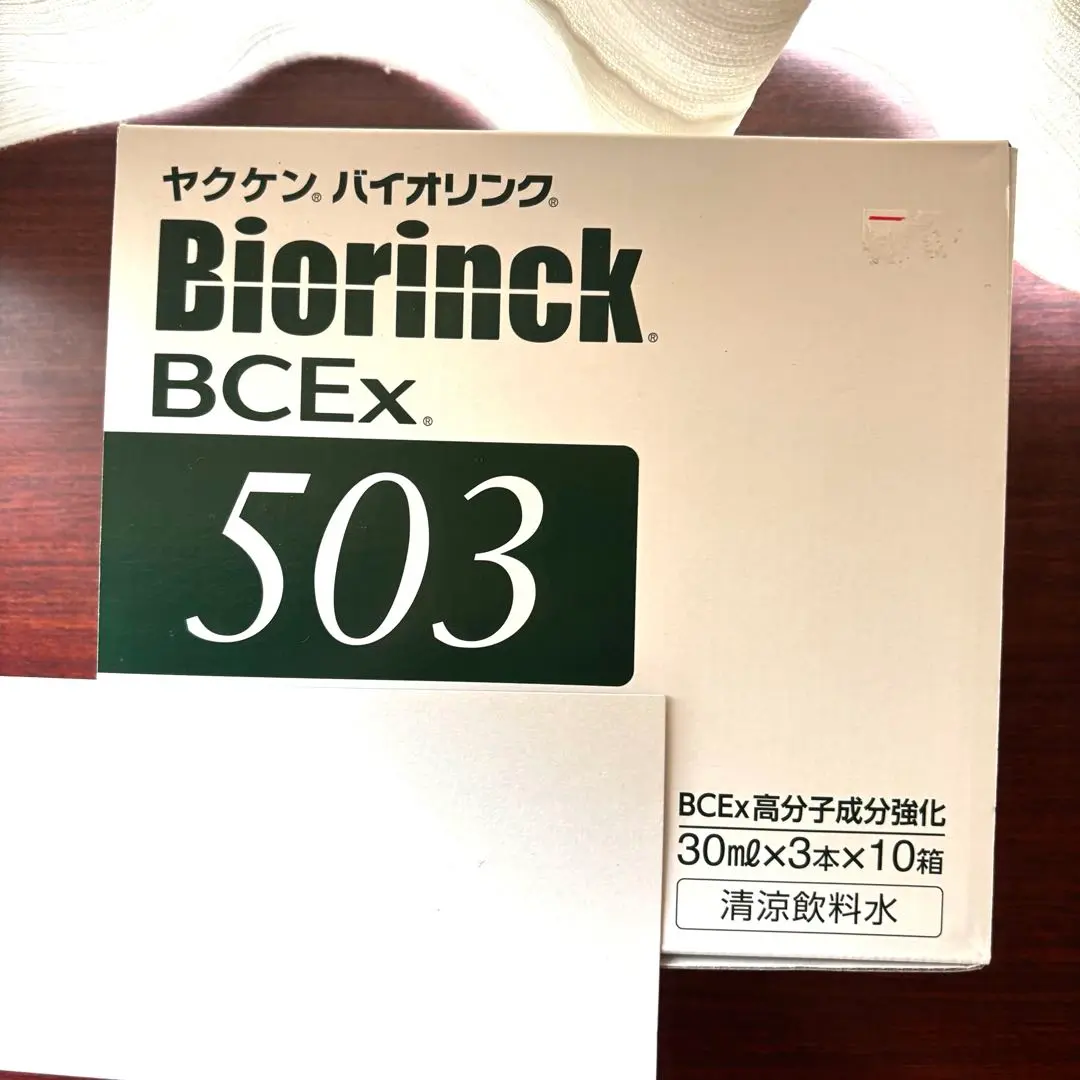 ヤクケン® バイオリンク®
Biorinck®
BCEx®
503
BCEx高分子成分強化
30㎖×3本×10箱
清涼飲料水